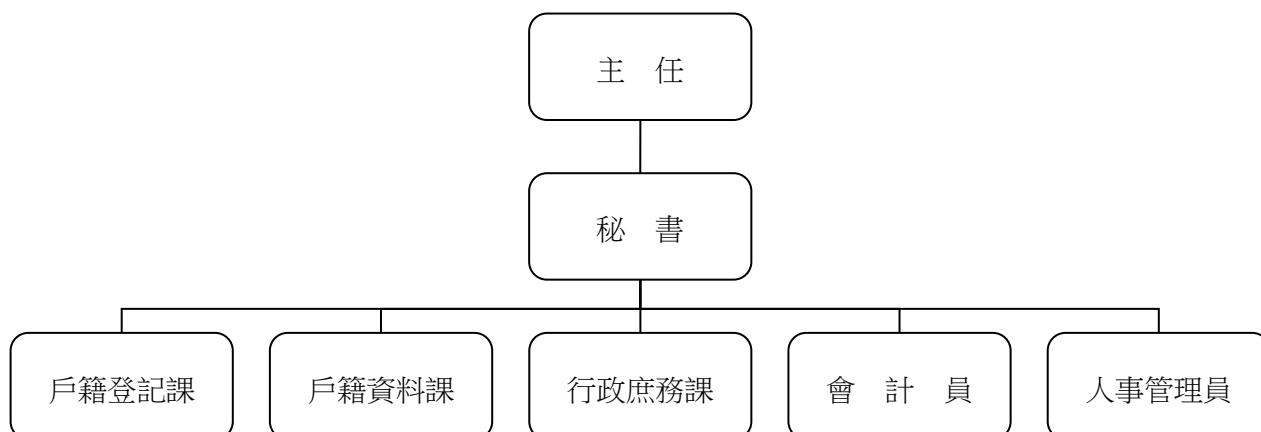 主　任
秘　書
戶籍登記課
戶籍資料課
行政庶務課
會　計　員
人事管理員